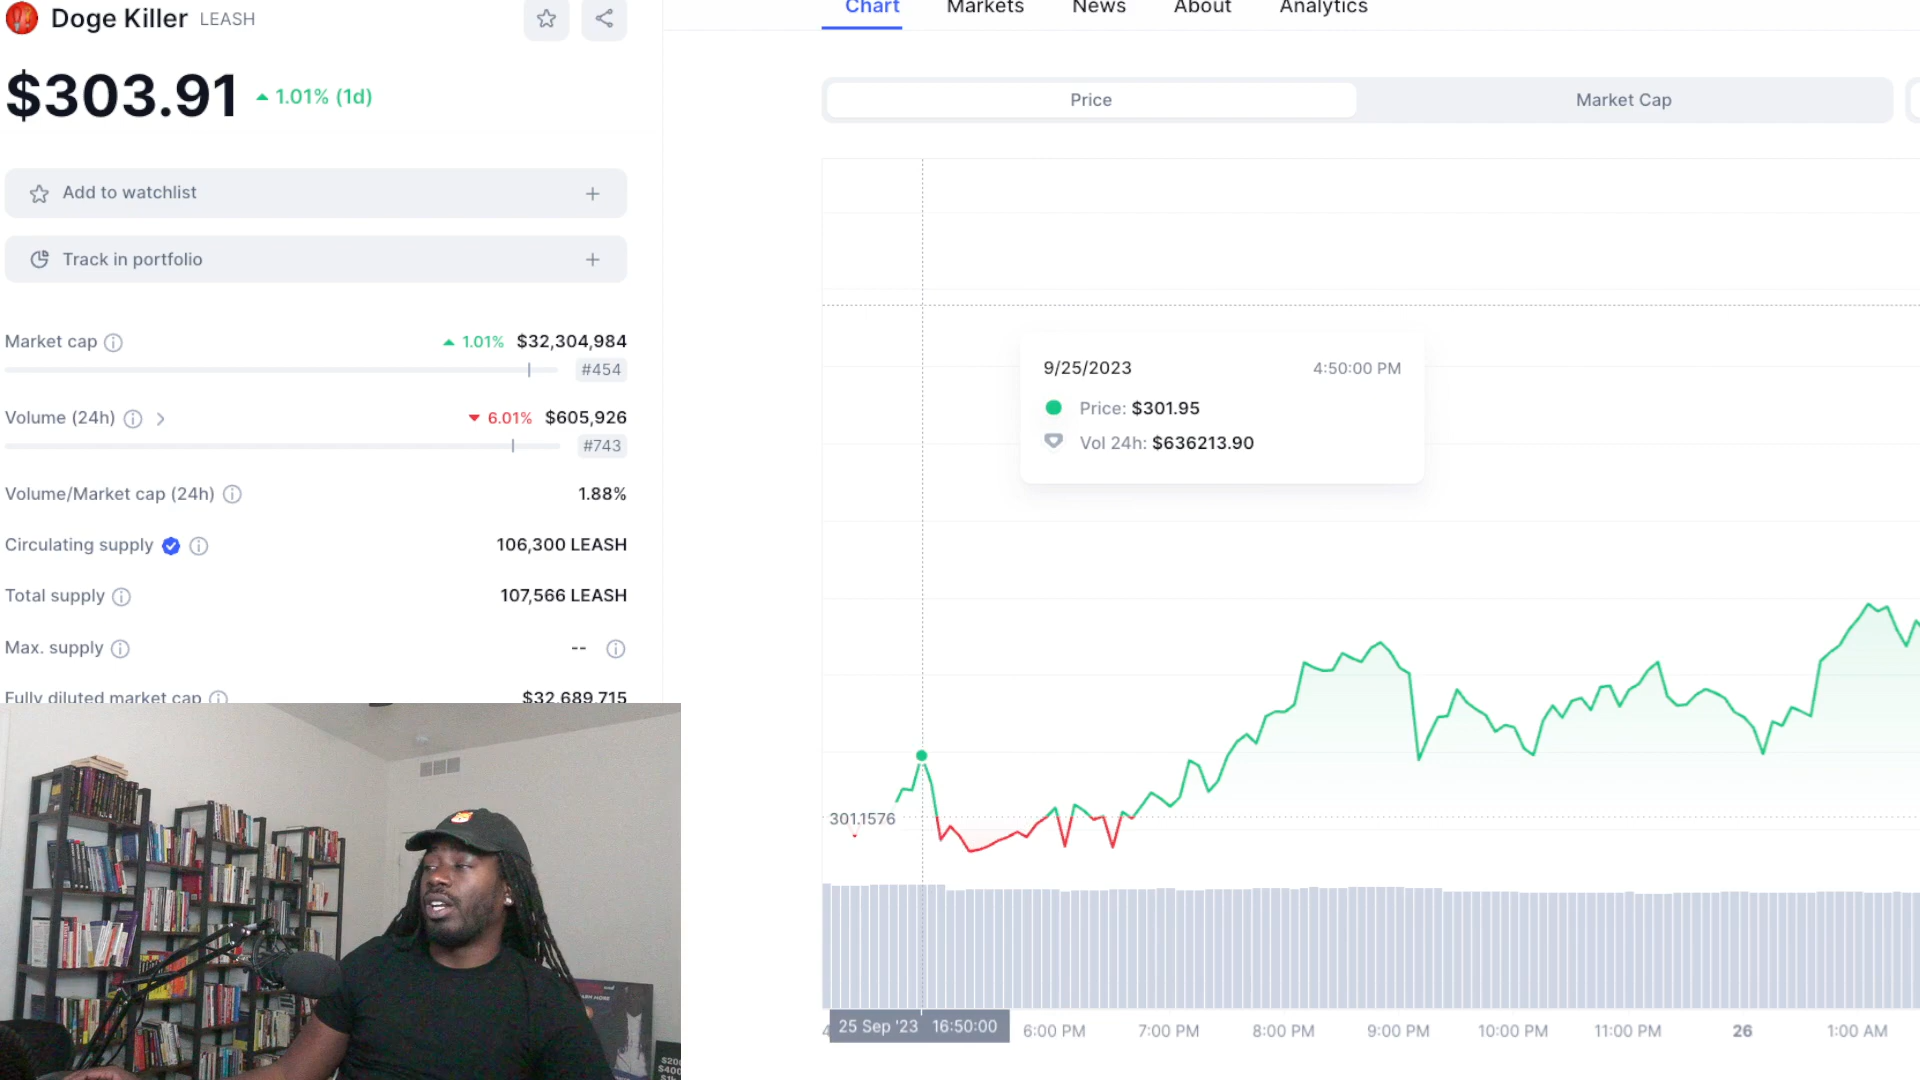 Doge Killer LEASH
$303.91 1.01% (1d)
Add to watchlist
Track in portfolio
Market cap 1.01% $32,304,984
#454
Volume (24h) 6.01% $605,926
#743
Volume/Market cap (24h) 1.88%
Circulating supply 106,300 LEASH
Total supply 107,566 LEASH
Max. supply --
Fully diluted market cap $32,689,715
Chart Markets News About Analytics
Price Market Cap
9/25/2023 4:50:00 PM
Price: $301.95
Vol 24h: $636213.90
301.1576
25 Sep '23 16:50:00 6:00 PM 7:00 PM 8:00 PM 9:00 PM 10:00 PM 11:00 PM 26 1:00 AM